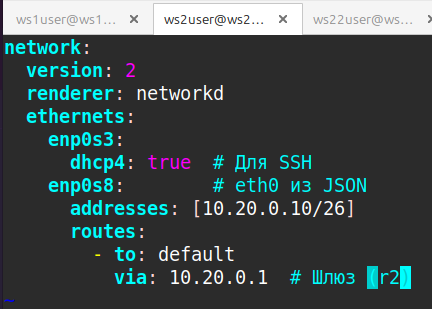 ws1user@ws1... × ws2user@ws2... × ws22user@ws2...
network:
  version: 2
  renderer: networkd
  ethernets:
    enp0s3:
      dhcp4: true  # Для SSH
    enp0s8:        # eth0 из JSON
      addresses: [10.20.0.10/26]
      routes:
        - to: default
          via: 10.20.0.1  # Шлюз (r2)
~